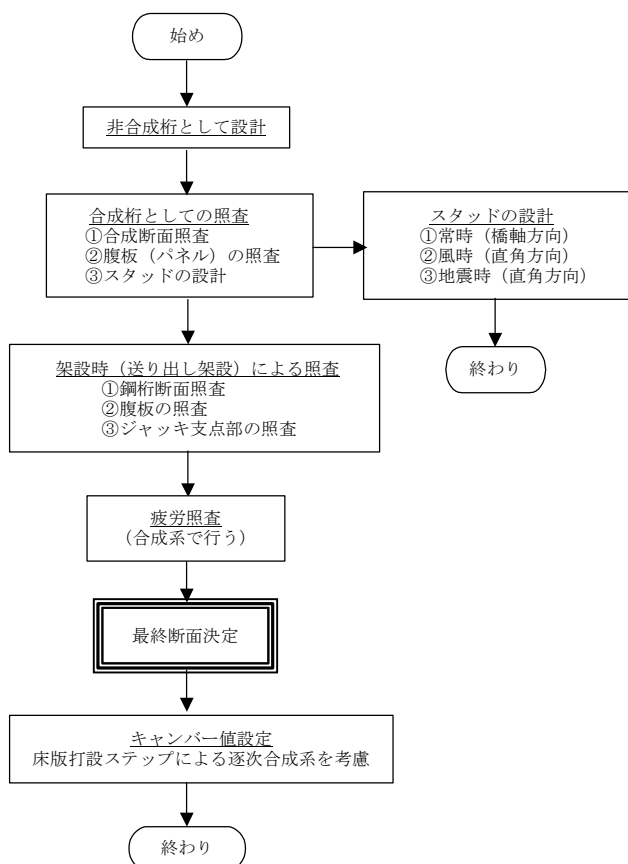 始め
非合成桁として設計
合成桁としての照査
①合成断面照査
②腹板（パネル）の照査
③スタッドの設計
スタッドの設計
①常時（橋軸方向）
②風時（直角方向）
③地震時（直角方向）
終わり
架設時（送り出し架設）による照査
①鋼桁断面照査
②腹板の照査
③ジャッキ支点部の照査
疲労照査
（合成系で行う）
最終断面決定
キャンバー値設定
床版打設ステップによる逐次合成系を考慮
終わり